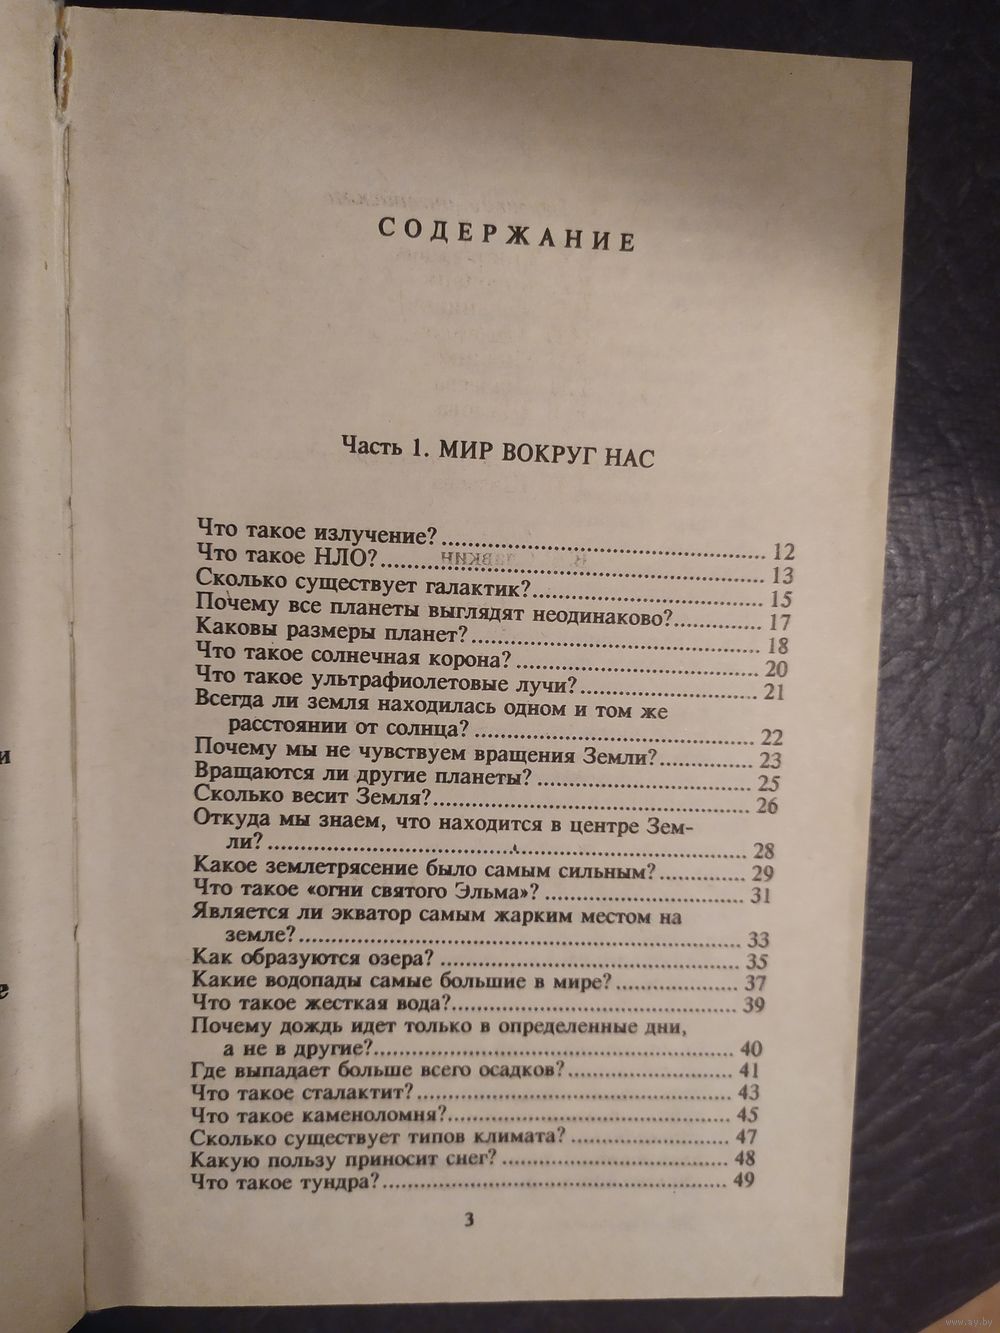 СОДЕРЖАНИЕ
Часть 1. МИР ВОКРУГ НАС
Что такое излучение?.......................................... 12
Что такое НЛО?.................................................. 13
Сколько существует галактик?.................................. 15
Почему все планеты выглядят неодинаково?............ 17
Каковы размеры планет?....................................... 18
Что такое солнечная корона?.................................. 20
Что такое ультрафиолетовые лучи?.......................... 21
Всегда ли земля находилась одном и том же
расстоянии от солнца?........................................ 22
Почему мы не чувствуем вращения Земли?.............. 23
Вращаются ли другие планеты?............................... 25
Сколько весит Земля?........................................... 26
Откуда мы знаем, что находится в центре Зем-
ли?.................................................................. 28
Какое землетрясение было самым сильным?............ 29
Что такое «огни святого Эльма»?............................ 31
Является ли экватор самым жарким местом на
земле?............................................................... 33
Как образуются озера?.......................................... 35
Какие водопады самые большие в мире?................. 37
Что такое жесткая вода?........................................ 39
Почему дождь идет только в определенные дни,
а не в другие?.................................................... 40
Где выпадает больше всего осадков?....................... 41
Что такое сталактит?............................................ 43
Что такое каменоломня?........................................ 45
Сколько существует типов климата?....................... 47
Какую пользу приносит снег?................................. 48
Что такое тундра?................................................ 49
3
и
е
www.ay.by